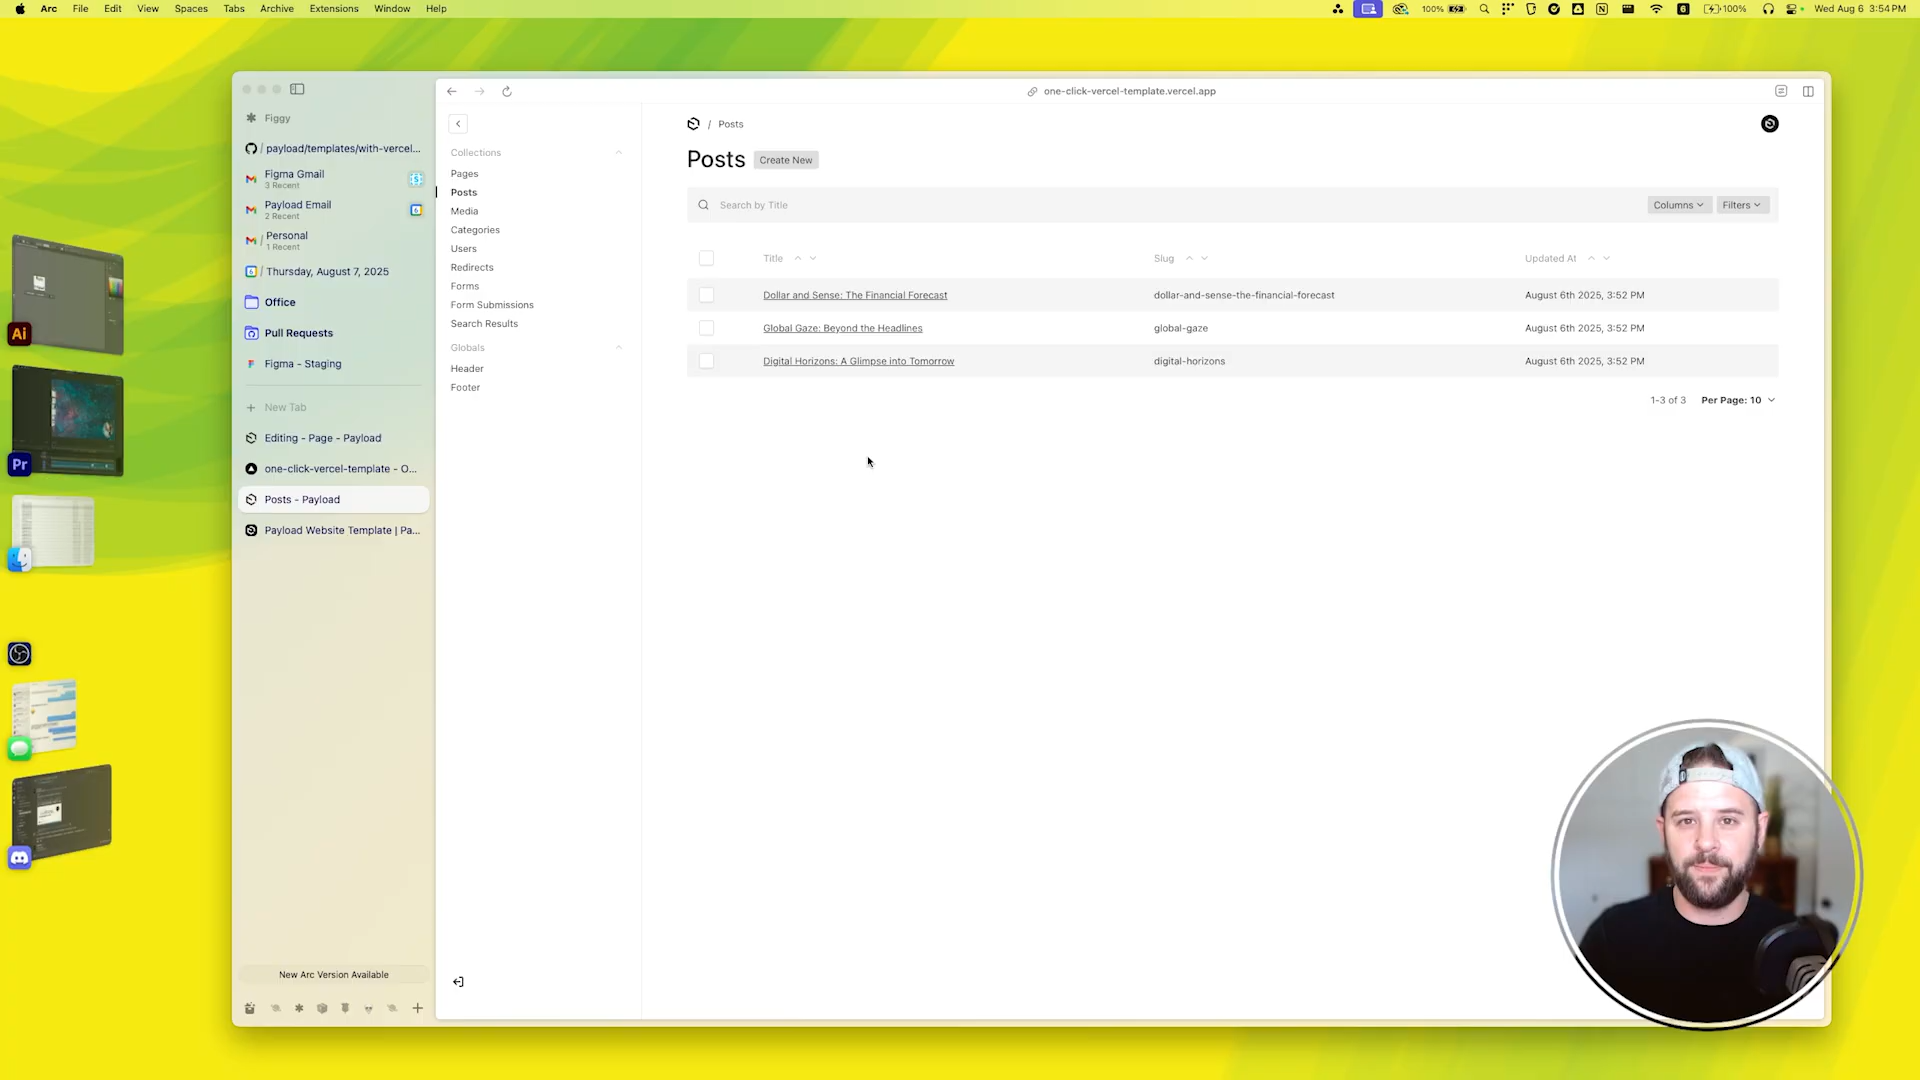 Arc File Edit View Spaces Tabs Archive Extensions Window Help
100% 6 100% Wed Aug 6 3:54 PM
one-click-vercel-template.vercel.app
Figgy
/ payload/templates/with-vercel...
Figma Gmail
3 Recent
Payload Email
2 Recent
6
/ Personal
1 Recent
6 / Thursday, August 7, 2025
Office
Pull Requests
Figma - Staging
+ New Tab
Editing - Page - Payload
one-click-vercel-template - O...
Posts - Payload
Payload Website Template | Pa...
New Arc Version Available
Collections
Pages
Posts
Media
Categories
Users
Redirects
Forms
Form Submissions
Search Results
Globals
Header
Footer
/ Posts
Posts Create New
Search by Title Columns Filters
Title Slug Updated At
Dollar and Sense: The Financial Forecast dollar-and-sense-the-financial-forecast August 6th 2025, 3:52 PM
Global Gaze: Beyond the Headlines global-gaze August 6th 2025, 3:52 PM
Digital Horizons: A Glimpse into Tomorrow digital-horizons August 6th 2025, 3:52 PM
1-3 of 3 Per Page: 10
Ai
Pr